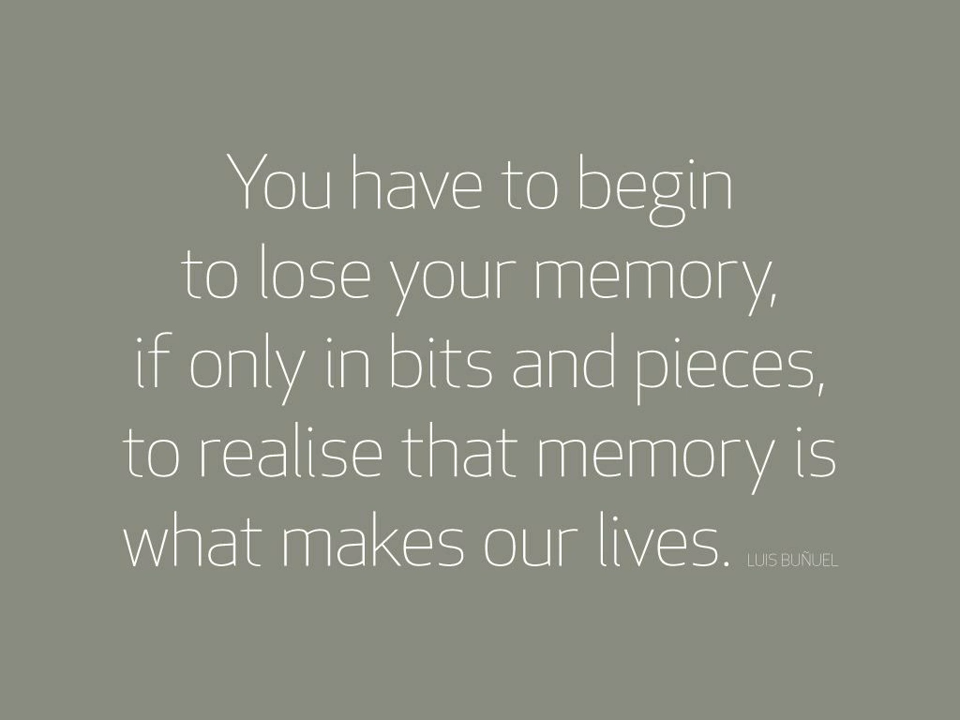 You have to begin
to lose your memory,
if only in bits and pieces,
to realise that memory is
what makes our lives. LUIS BUÑUEL